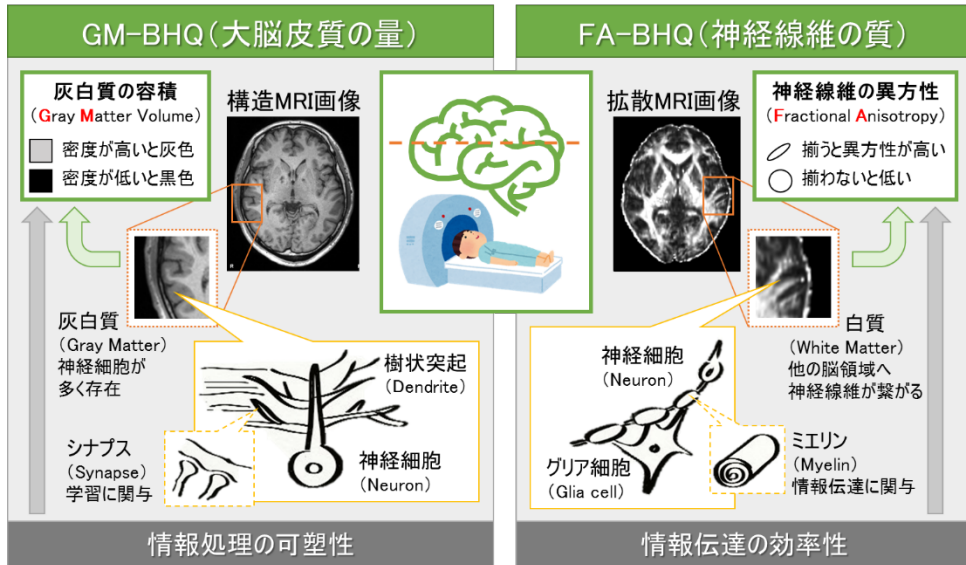 GM-BHQ(大脳皮質の量)
灰白質の容積
(Gray Matter Volume)
密度が高いと灰色
密度が低いと黒色
構造MRI画像
灰白質
(Gray Matter)
神経細胞が
多く存在
樹状突起
(Dendrite)
神経細胞
(Neuron)
シナプス
(Synapse)
学習に関与
情報処理の可塑性
FA-BHQ(神経線維の質)
拡散MRI画像
神経線維の異方性
(Fractional Anisotropy)
揃うと異方性が高い
揃わないと低い
白質
(White Matter)
他の脳領域へ
神経線維が繋がる
神経細胞
(Neuron)
グリア細胞
(Glia cell)
ミエリン
(Myelin)
情報伝達に関与
情報伝達の効率性